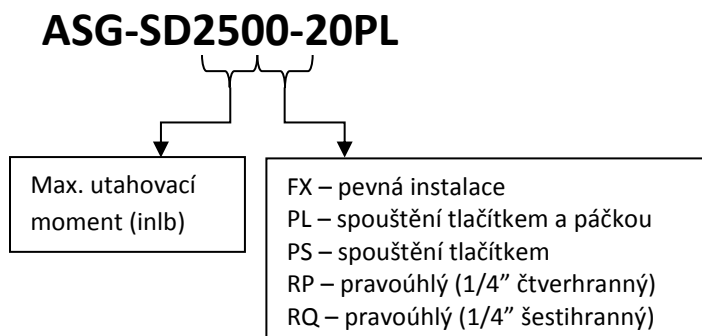 ASG-SD2500-20PL
Max. utahovací
moment (inlb)
FX – pevná instalace
PL – spouštění tlačítkem a páčkou
PS – spouštění tlačítkem
RP – pravoúhlý (1/4” čtverhranný)
RQ – pravoúhlý (1/4” šestihranný)